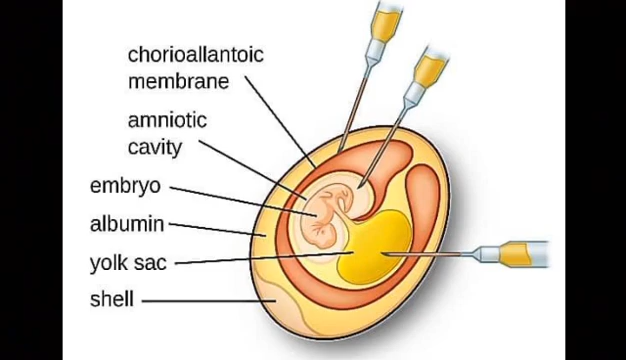 chorioallantoic
membrane
amniotic
cavity
embryo
albumin
yolk sac
shell